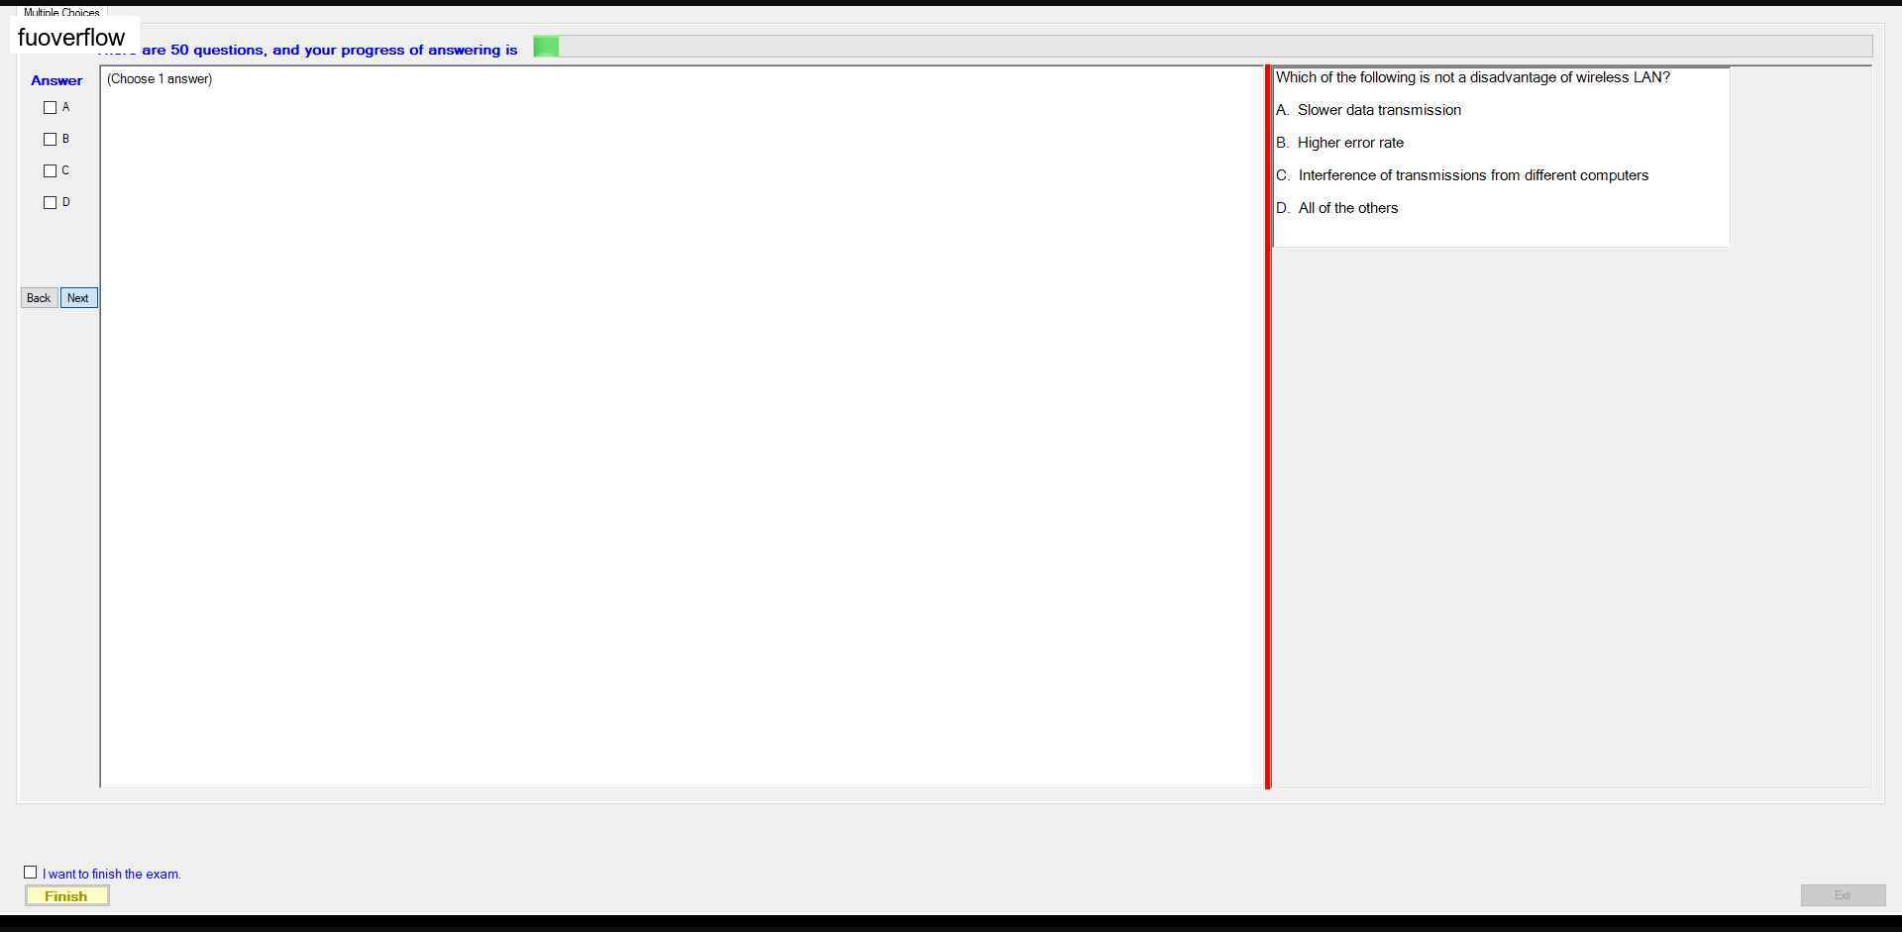 Multiple Choices
fuoverflow
are 50 questions, and your progress of answering is
Answer
(Choose 1 answer)
A
B
C
D
Back Next
Which of the following is not a disadvantage of wireless LAN?
A. Slower data transmission
B. Higher error rate
C. Interference of transmissions from different computers
D. All of the others
I want to finish the exam.
Finish
Exit